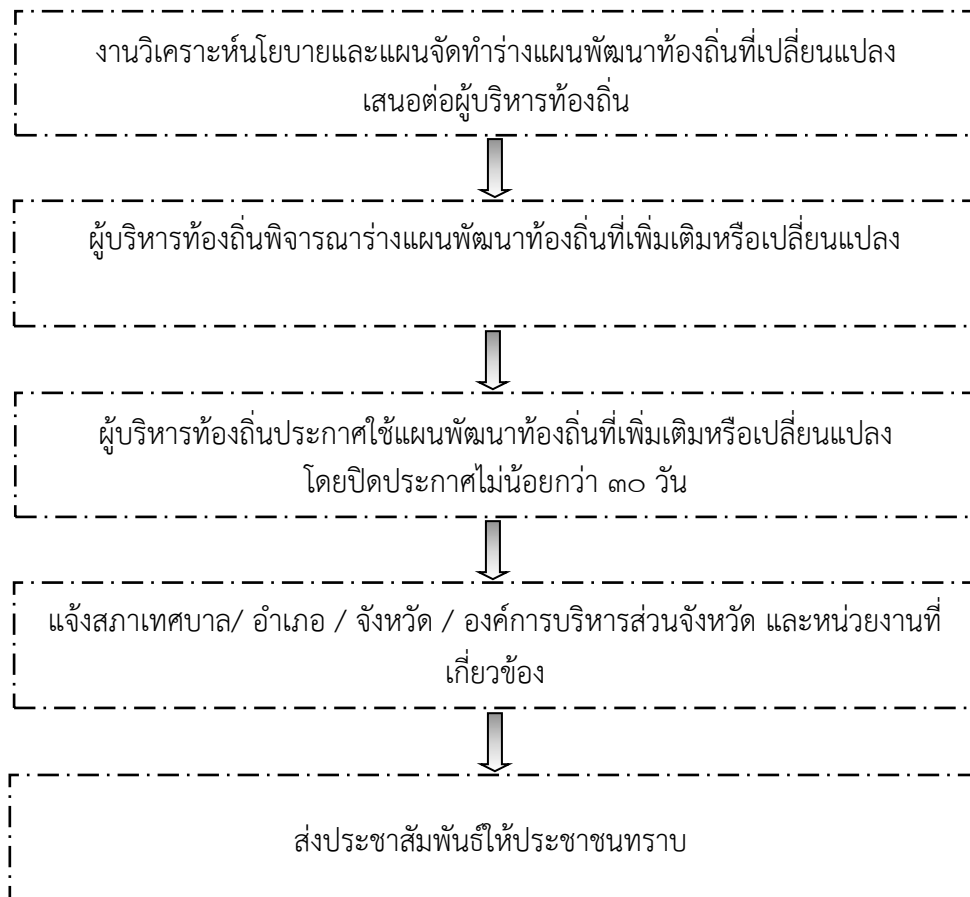 งานวิเคราะห์นโยบายและแผนจัดทำร่างแผนพัฒนาท้องถิ่นที่เปลี่ยนแปลง
เสนอต่อผู้บริหารท้องถิ่น
ผู้บริหารท้องถิ่นพิจารณาร่างแผนพัฒนาท้องถิ่นที่เพิ่มเติมหรือเปลี่ยนแปลง
ผู้บริหารท้องถิ่นประกาศใช้แผนพัฒนาท้องถิ่นที่เพิ่มเติมหรือเปลี่ยนแปลง
โดยปิดประกาศไม่น้อยกว่า ๓๐ วัน
แจ้งสภาเทศบาล/ อำเภอ / จังหวัด / องค์การบริหารส่วนจังหวัด และหน่วยงานที่
เกี่ยวข้อง
ส่งประชาสัมพันธ์ให้ประชาชนทราบ